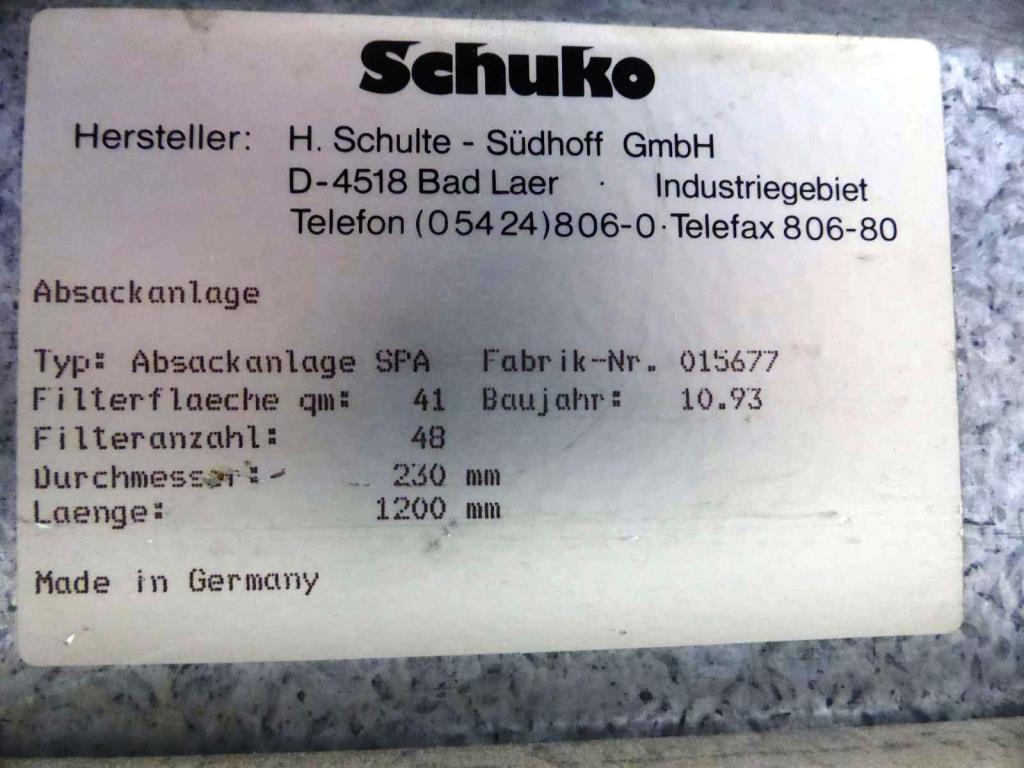 Schuko
Hersteller: H. Schulte - Südhoff GmbH
D-4518 Bad Laer · Industriegebiet
Telefon (05424)806-0·Telefax 806-80
Absackanlage
Typ: Absackanlage SPA Fabrik-Nr. 015677
Filterflaeche qm: 41 Baujahr: 10.93
Filteranzahl: 48
Durchmesser: 230 mm
Laenge: 1200 mm
Made in Germany